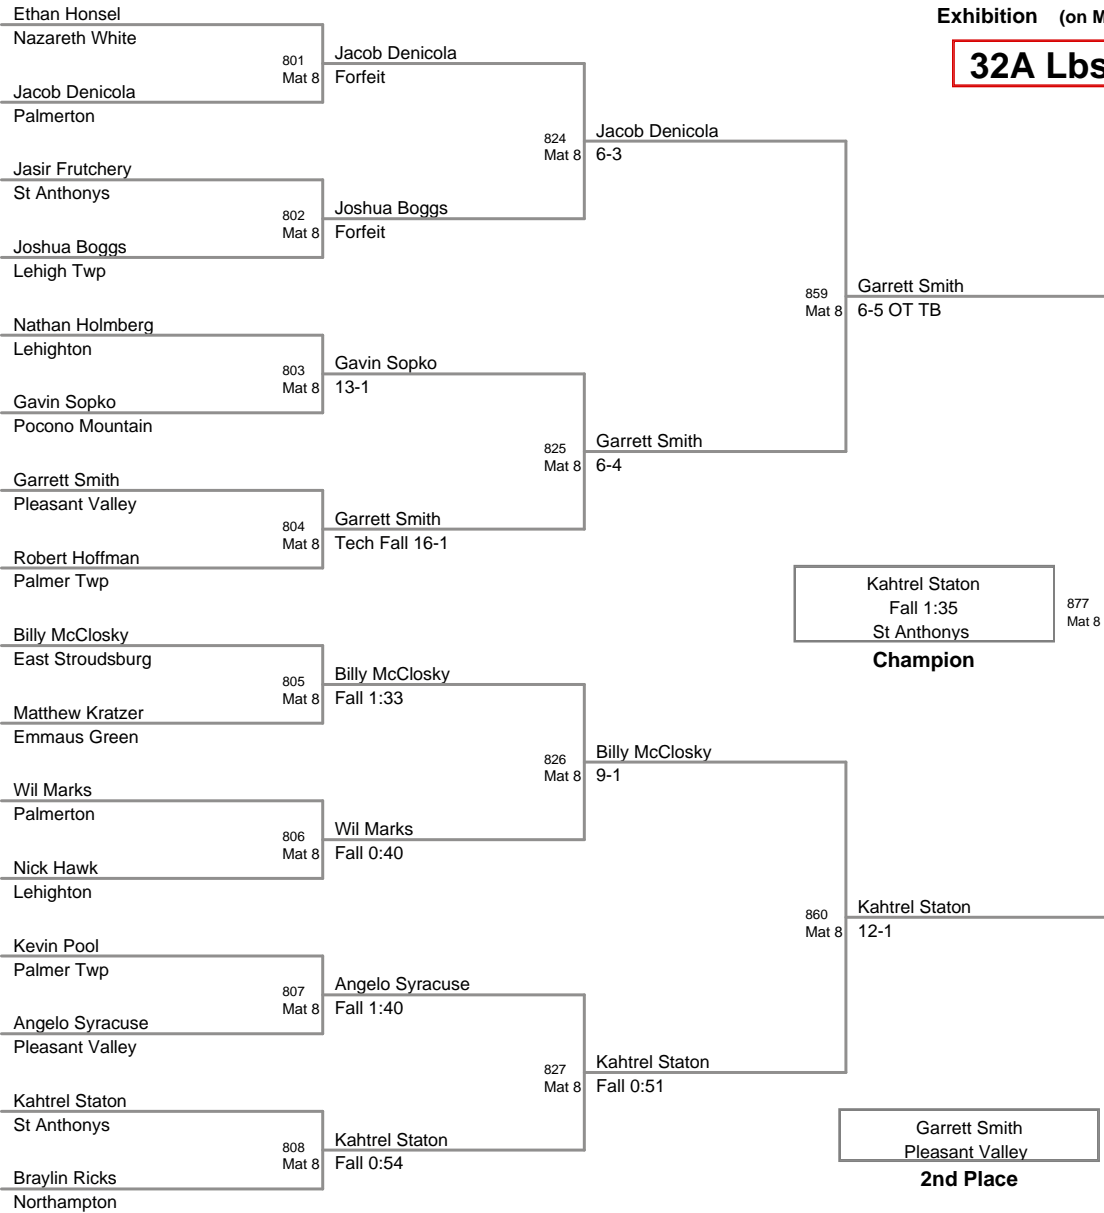 Exhibition (on M
32A Lbs
Ethan Honsel
Nazareth White
801
Mat 8
Jacob Denicola
Forfeit
Jacob Denicola
Palmerton
824
Mat 8
Jacob Denicola
6-3
Jasir Frutchery
St Anthonys
802
Mat 8
Joshua Boggs
Forfeit
Joshua Boggs
Lehigh Twp
859
Mat 8
Garrett Smith
6-5 OT TB
Nathan Holmberg
Lehighton
803
Mat 8
Gavin Sopko
13-1
Gavin Sopko
Pocono Mountain
825
Mat 8
Garrett Smith
6-4
Garrett Smith
Pleasant Valley
804
Mat 8
Garrett Smith
Tech Fall 16-1
Robert Hoffman
Palmer Twp
Kahtrel Staton
Fall 1:35
St Anthonys
Champion
877
Mat 8
Billy McClosky
East Stroudsburg
805
Mat 8
Billy McClosky
Fall 1:33
Matthew Kratzer
Emmaus Green
826
Mat 8
Billy McClosky
9-1
Wil Marks
Palmerton
806
Mat 8
Wil Marks
Fall 0:40
Nick Hawk
Lehighton
860
Mat 8
Kahtrel Staton
12-1
Kevin Pool
Palmer Twp
807
Mat 8
Angelo Syracuse
Fall 1:40
Angelo Syracuse
Pleasant Valley
827
Mat 8
Kahtrel Staton
Fall 0:51
Kahtrel Staton
St Anthonys
808
Mat 8
Kahtrel Staton
Fall 0:54
Braylin Ricks
Northampton
Garrett Smith
Pleasant Valley
2nd Place